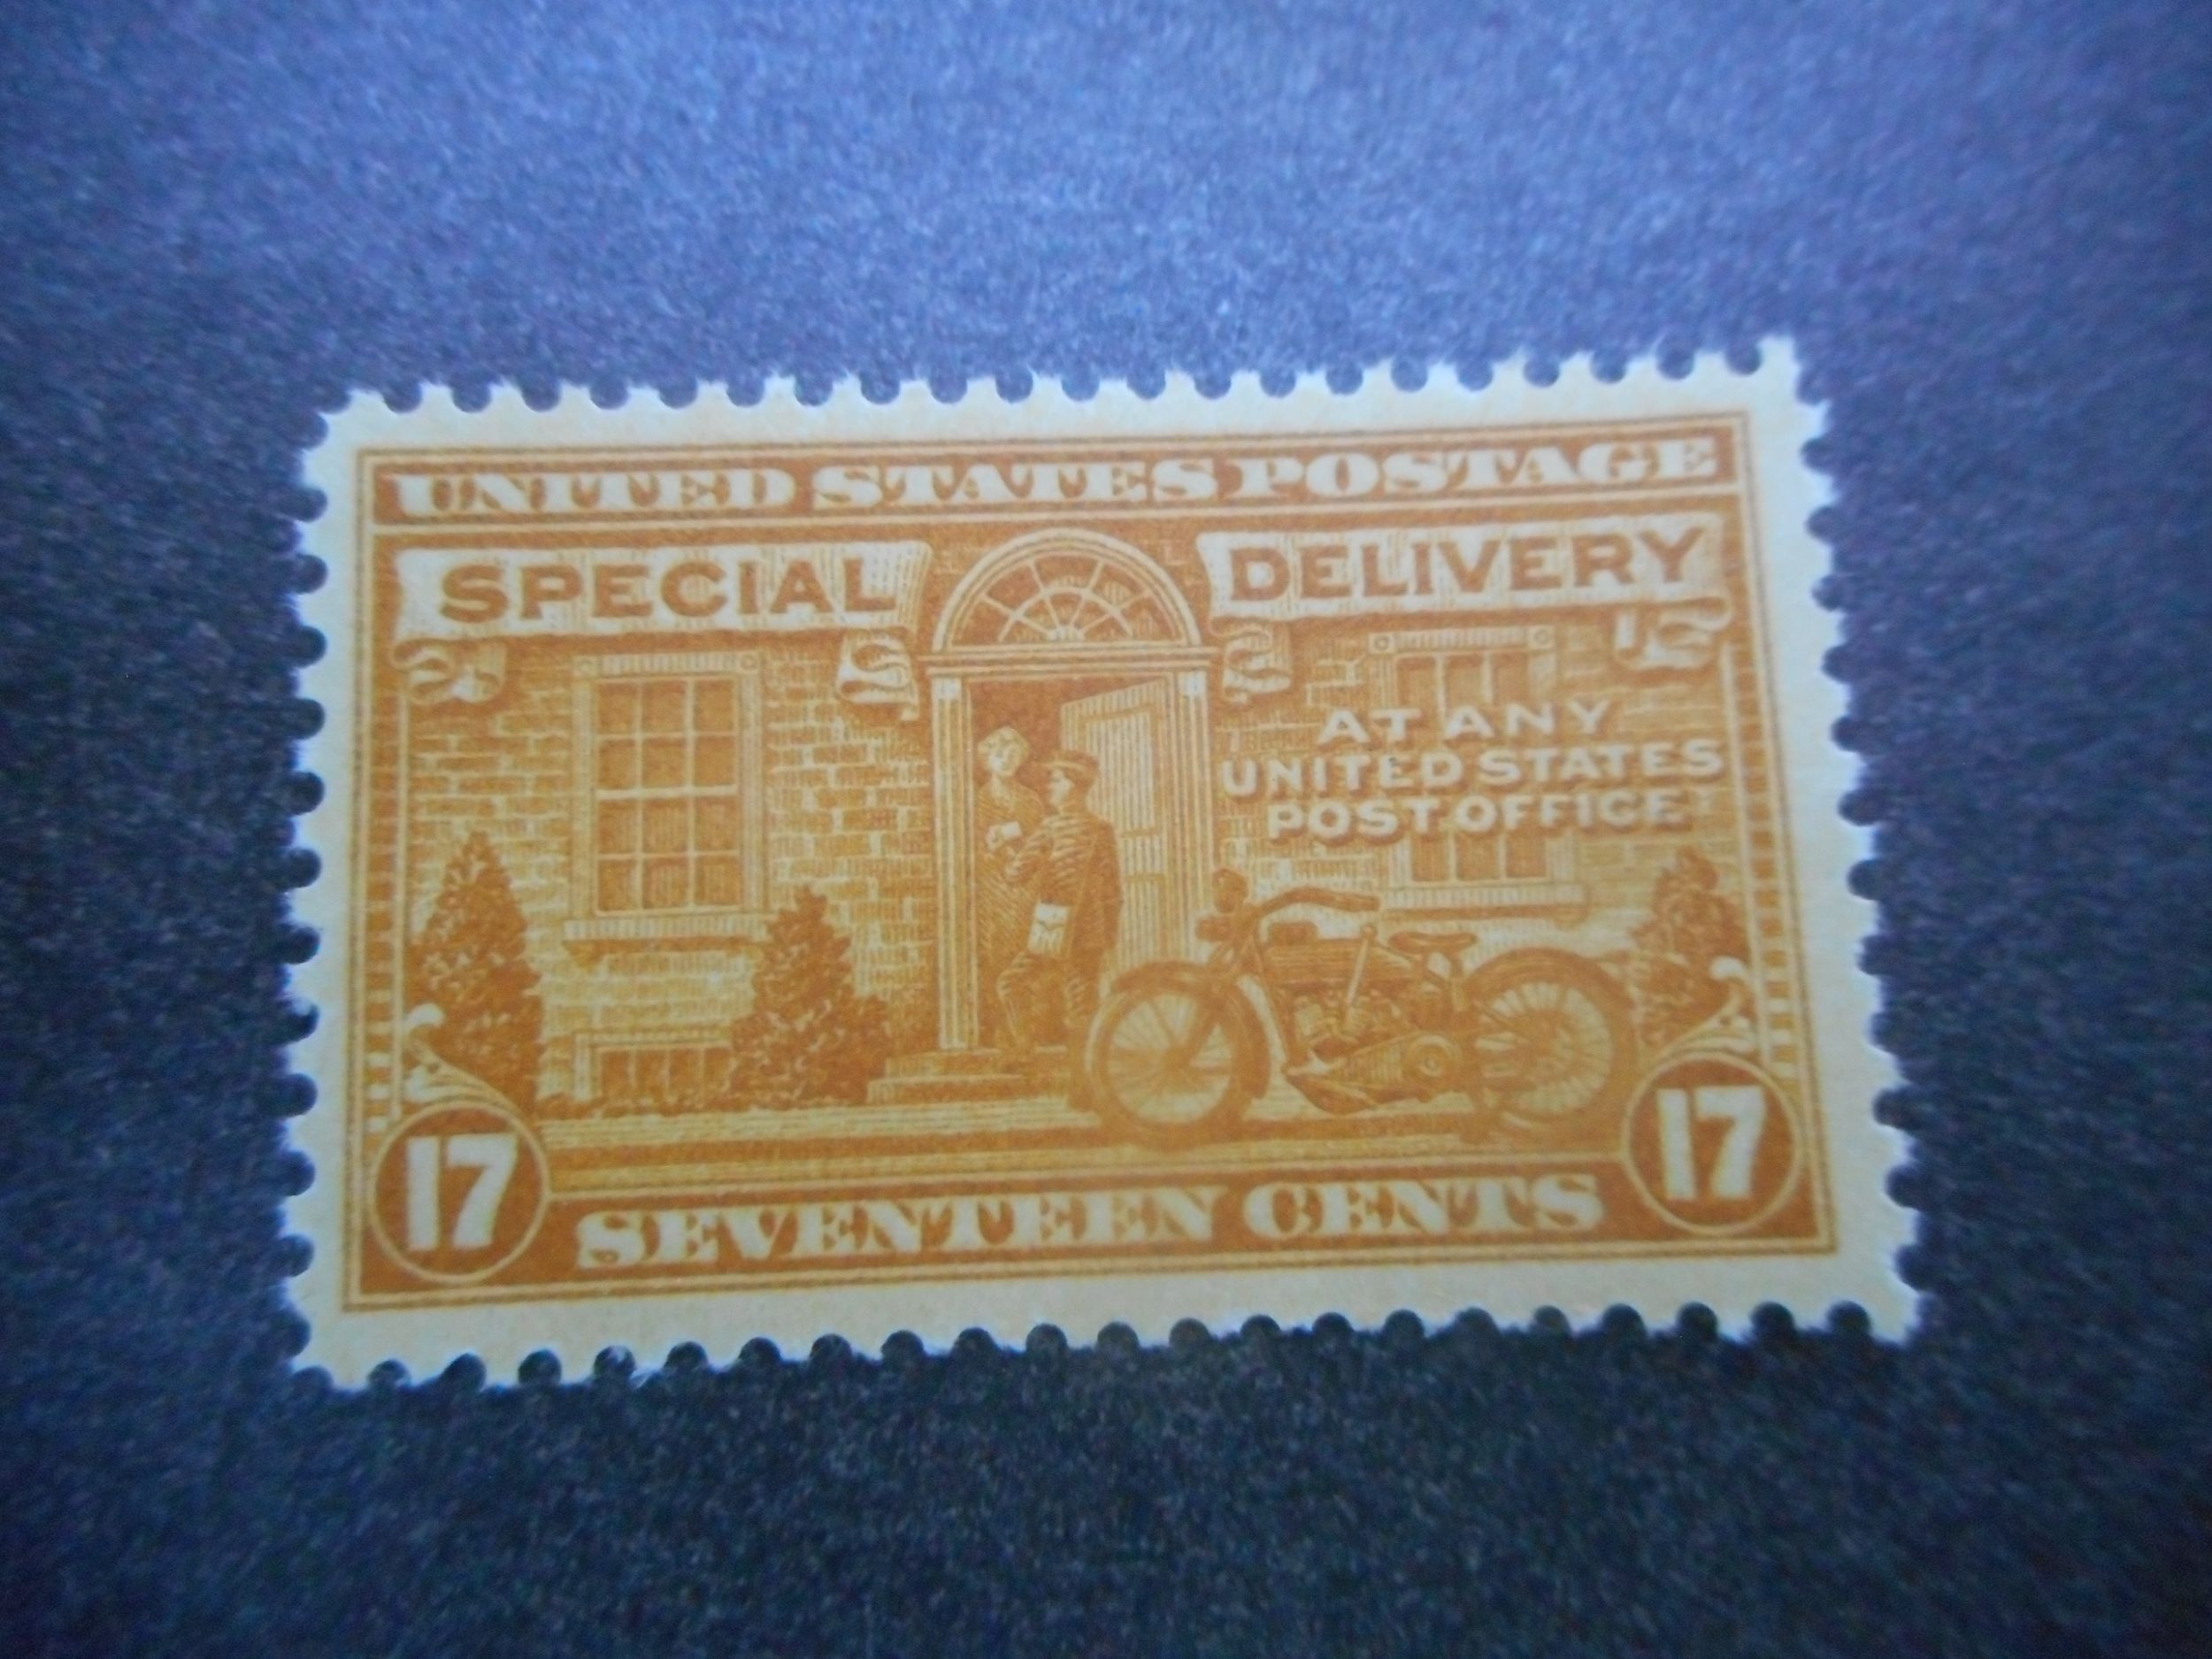 UNITED STATES POSTAGE
SPECIAL DELIVERY
AT ANY
UNITED STATES
POST OFFICE
17 SEVENTEEN CENTS 17